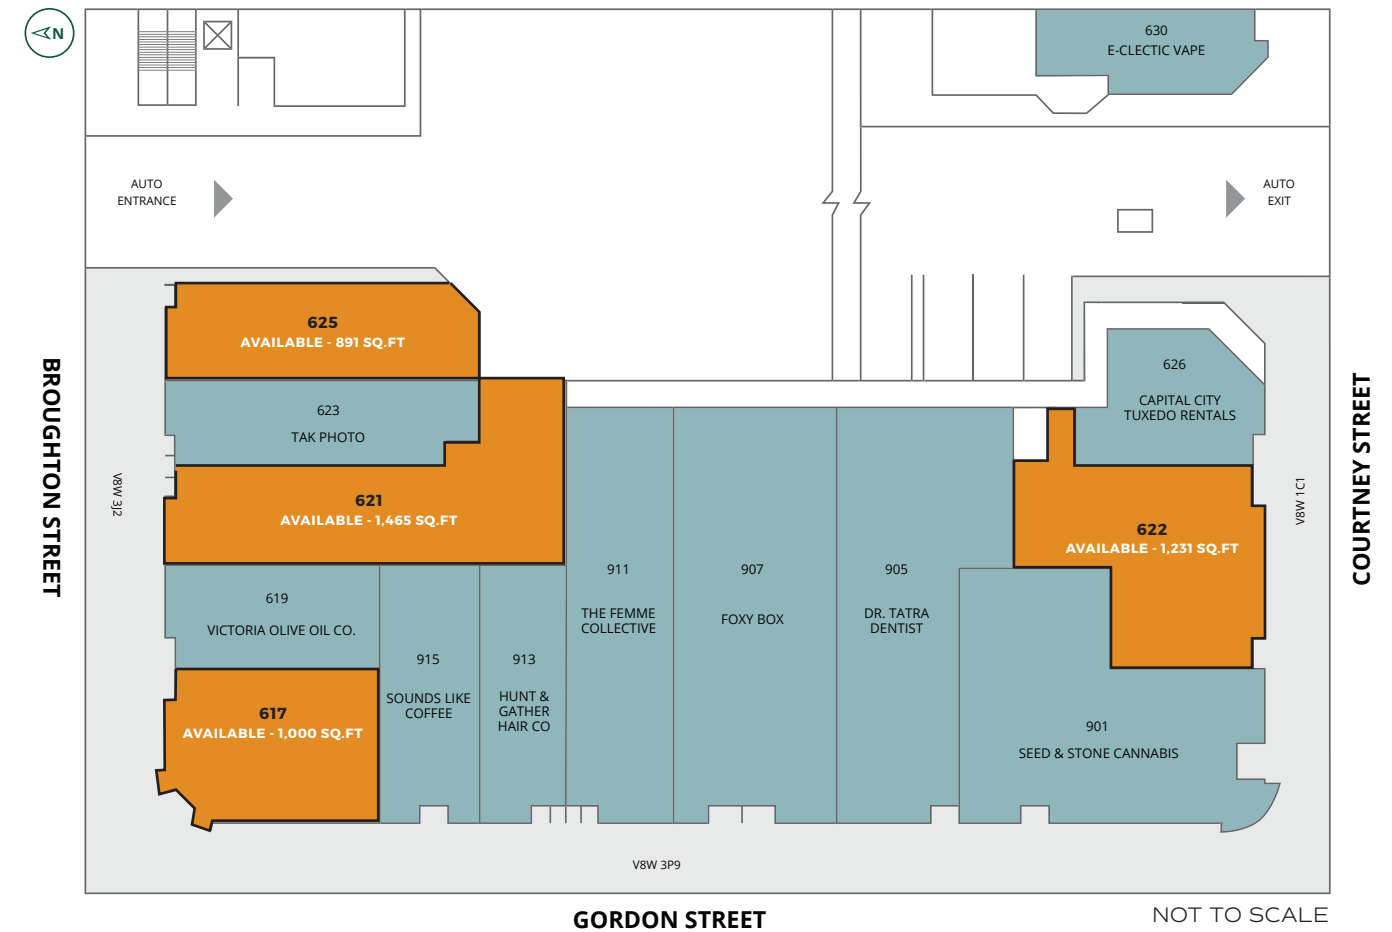 N
630
E-CLECTIC VAPE
AUTO
ENTRANCE
AUTO
EXIT
625
AVAILABLE - 891 SQ.FT
623
TAK PHOTO
621
AVAILABLE - 1,465 SQ.FT
619
VICTORIA OLIVE OIL CO.
617
AVAILABLE - 1,000 SQ.FT
915
SOUNDS LIKE
COFFEE
913
HUNT &
GATHER
HAIR CO
911
THE FEMME
COLLECTIVE
907
FOXY BOX
905
DR. TATRA
DENTIST
626
CAPITAL CITY
TUXEDO RENTALS
622
AVAILABLE - 1,231 SQ.FT
901
SEED & STONE CANNABIS
BROUGHTON STREET
V8W 3J2
V8W 1C1
COURTNEY STREET
V8W 3P9
GORDON STREET
NOT TO SCALE